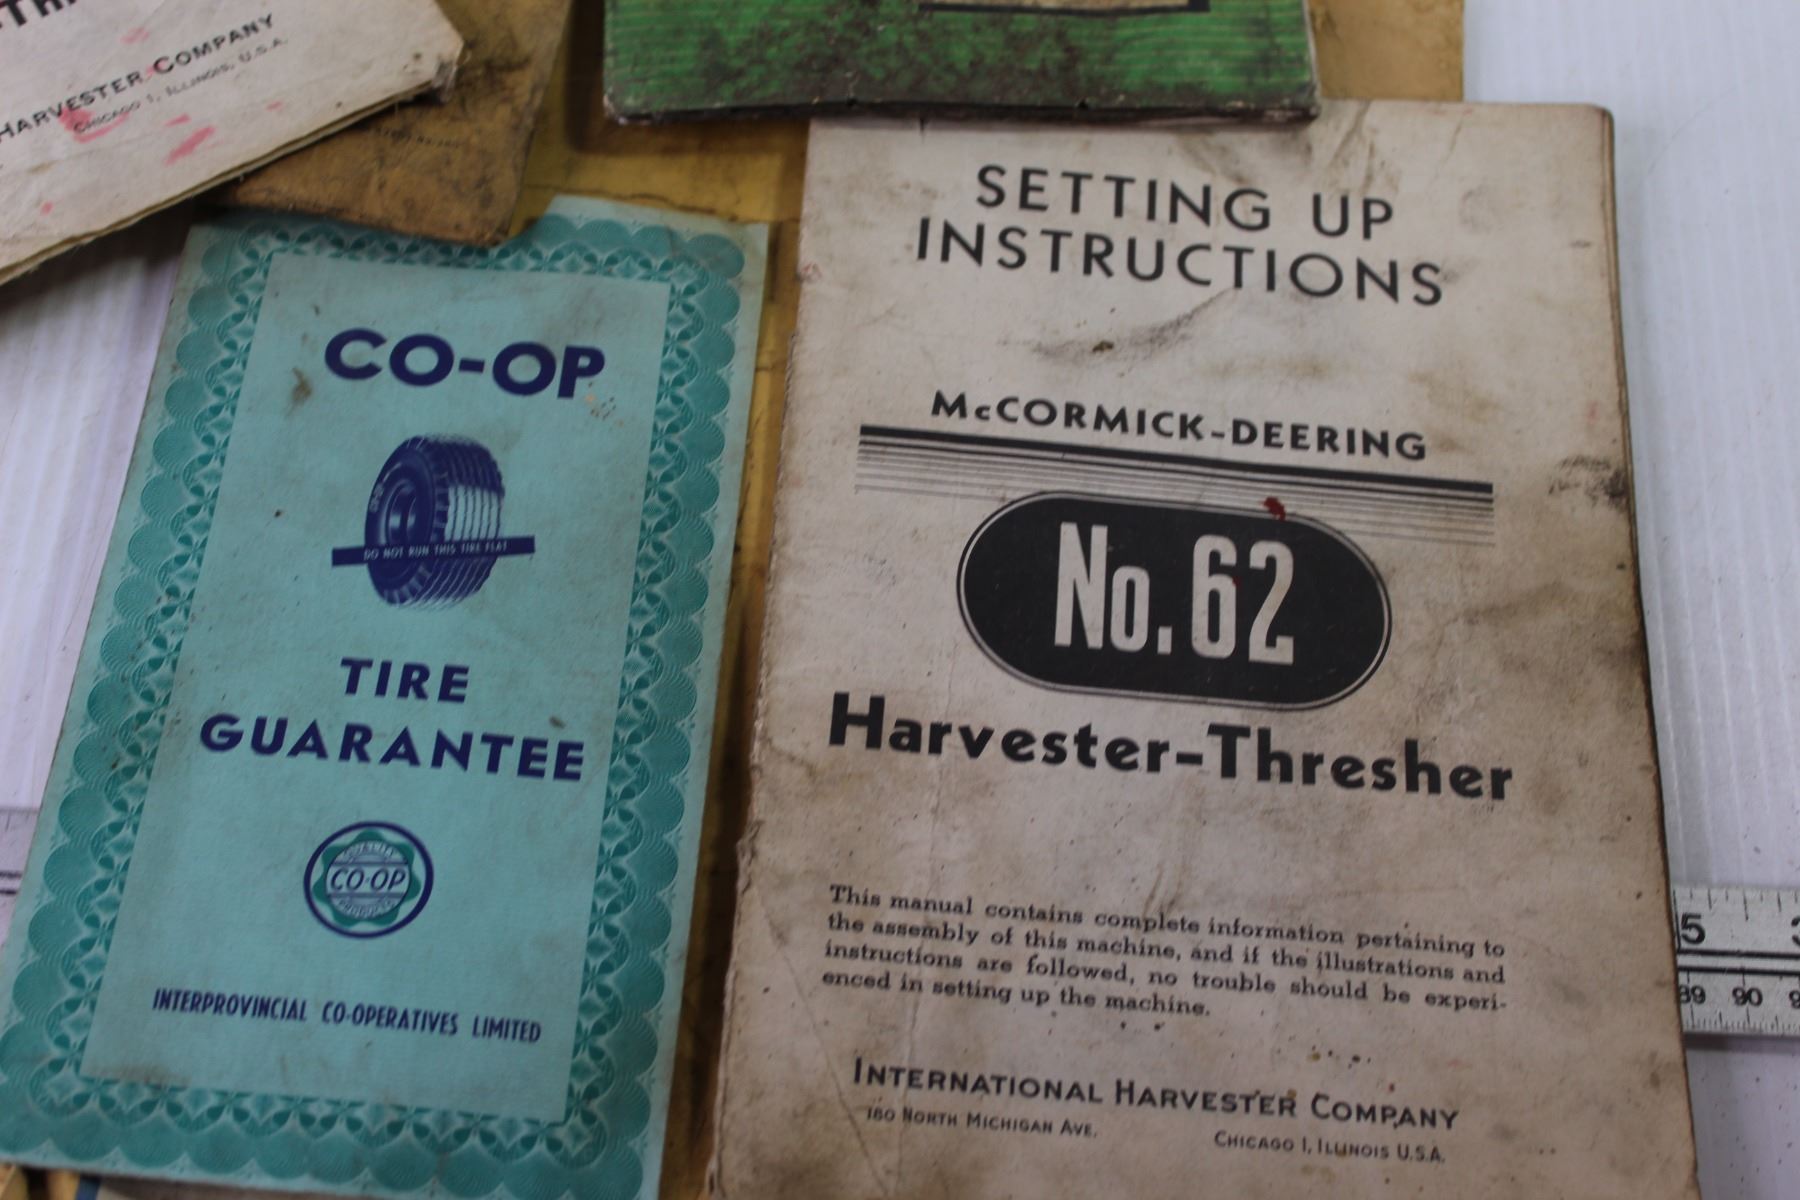 HARVESTER COMPANY
CHICAGO 1, ILLINOIS, U.S.A.
CO-OP
DO NOT RUN THIS TIRE FLAT
TIRE
GUARANTEE
QUALITY
CO-OP
PRODUCTS
INTERPROVINCIAL CO-OPERATIVES LIMITED
SETTING UP
INSTRUCTIONS
McCORMICK-DEERING
No. 62
Harvester-Thresher
This manual contains complete information pertaining to
the assembly of this machine, and if the illustrations and
instructions are followed, no trouble should be experi-
enced in setting up the machine.
INTERNATIONAL HARVESTER COMPANY
180 NORTH MICHIGAN AVE. CHICAGO 1, ILLINOIS U.S.A.
5
89 90